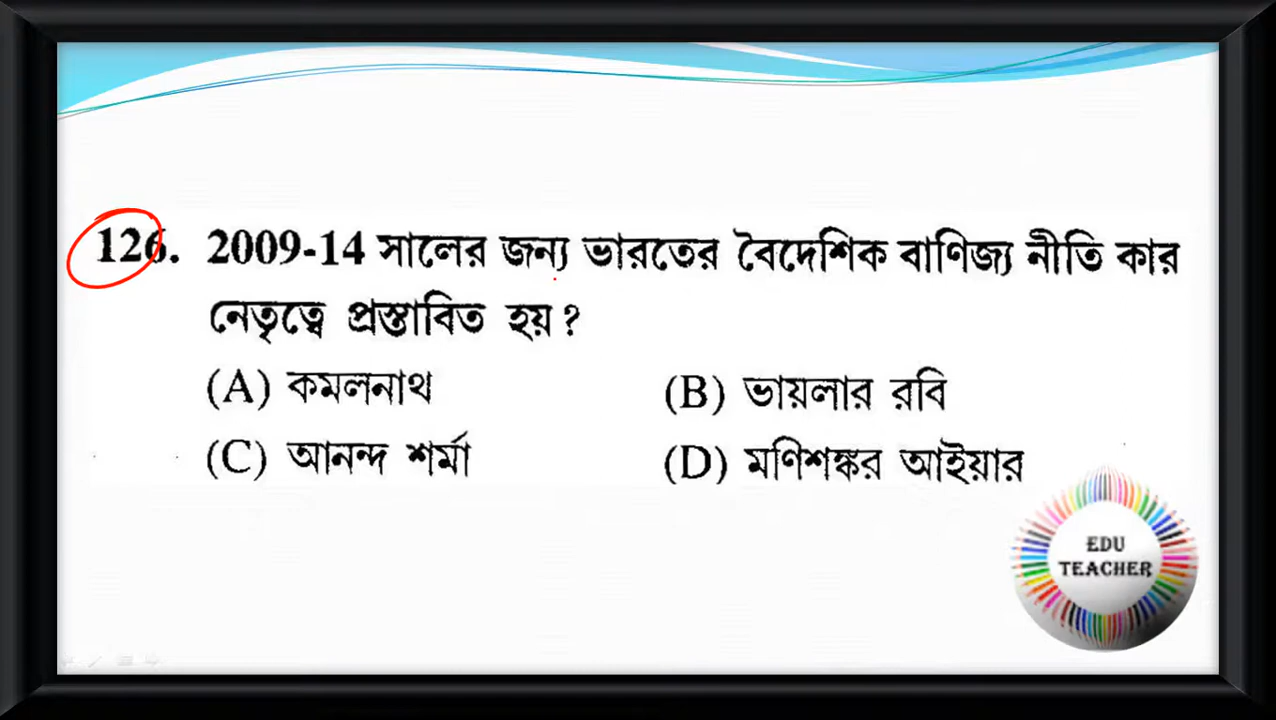 126. 2009-14 সালের জন্য ভারতের বৈদেশিক বাণিজ্য নীতি কার
নেতৃত্বে প্রস্তাবিত হয় ?
(A) কমলনাথ (B) ভায়লার রবি
(C) আনন্দ শর্মা (D) মণিশঙ্কর আইয়ার
EDU
TEACHER